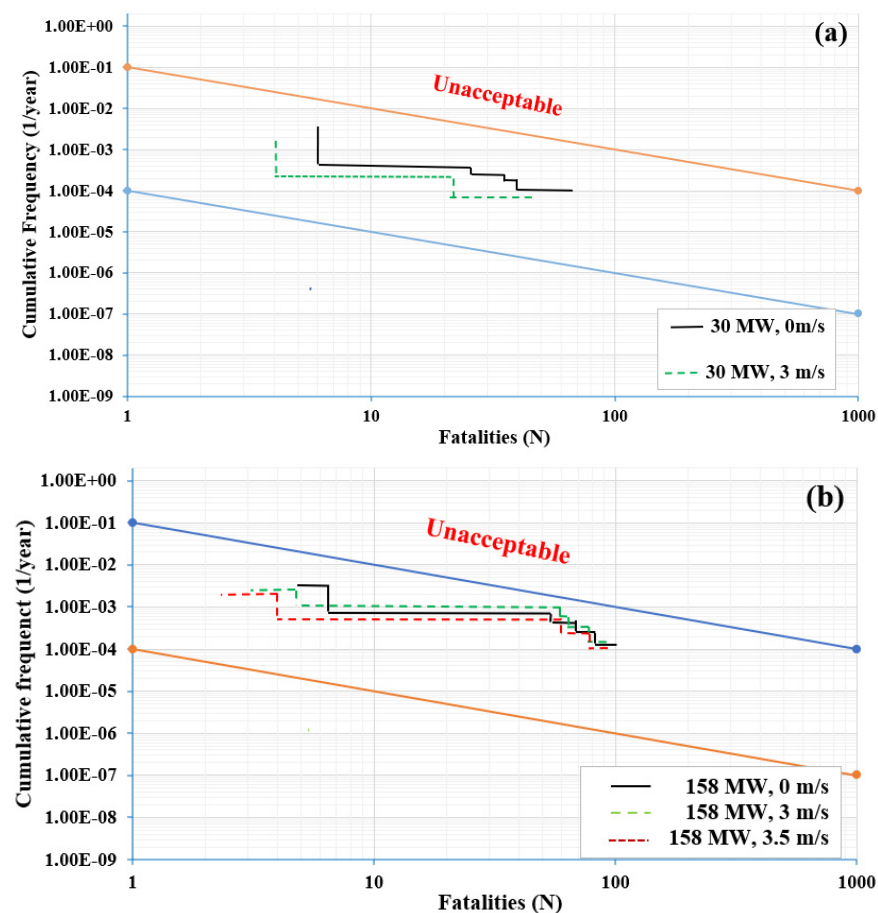 (a)
Cumulative Frequency (1/year)
1.00E+00
1.00E-01
1.00E-02
1.00E-03
1.00E-04
1.00E-05
1.00E-06
1.00E-07
1.00E-08
1.00E-09
Unacceptable
30 MW, 0m/s
30 MW, 3 m/s
1 10 100 1000
Fatalities (N)
(b)
Cumulative frequenct (1/year)
1.00E+00
1.00E-01
1.00E-02
1.00E-03
1.00E-04
1.00E-05
1.00E-06
1.00E-07
1.00E-08
1.00E-09
Unacceptable
158 MW, 0 m/s
158 MW, 3 m/s
158 MW, 3.5 m/s
1 10 100 1000
Fatalities (N)